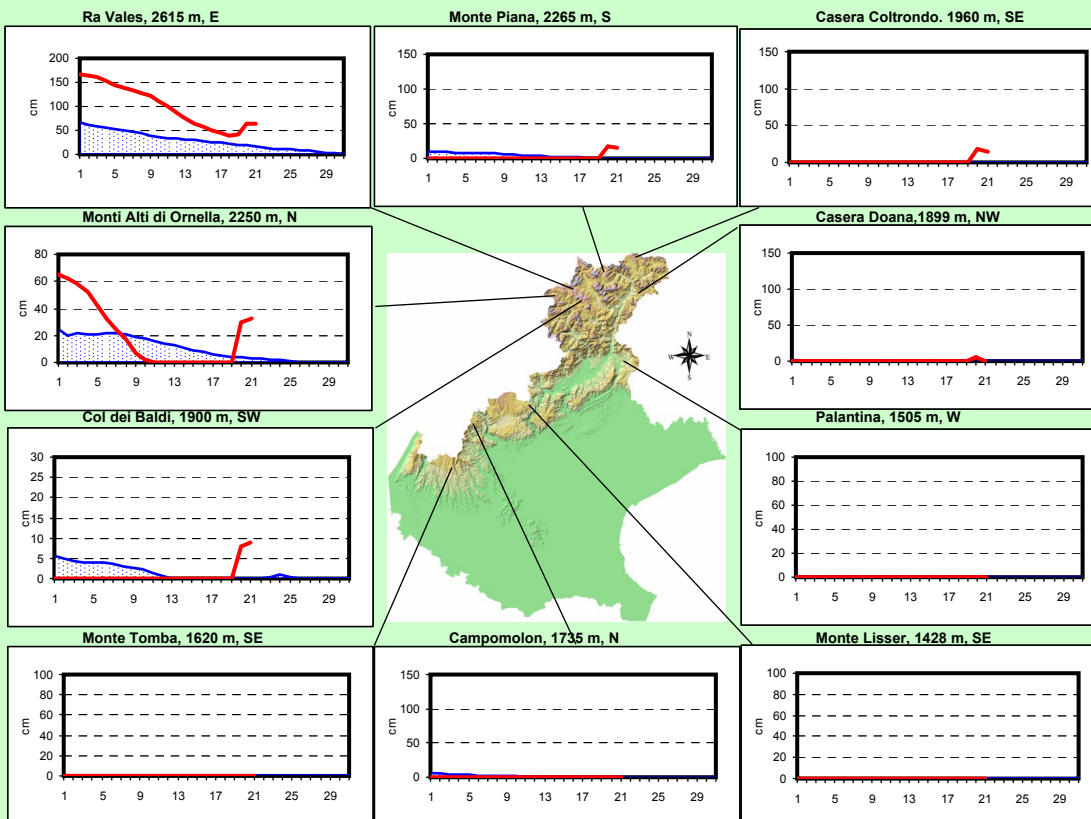 Ra Vales, 2615 m, E
cm
200
150
100
50
0
1 5 9 13 17 21 25 29
Monte Piana, 2265 m, S
cm
150
100
50
0
1 5 9 13 17 21 25 29
Casera Coltrondo. 1960 m, SE
cm
150
100
50
0
1 5 9 13 17 21 25 29
Monti Alti di Ornella, 2250 m, N
cm
80
60
40
20
0
1 5 9 13 17 21 25 29
N
W E
S
Casera Doana,1899 m, NW
cm
150
100
50
0
1 5 9 13 17 21 25 29
Col dei Baldi, 1900 m, SW
cm
30
25
20
15
10
5
0
1 5 9 13 17 21 25 29
Palantina, 1505 m, W
cm
100
80
60
40
20
0
1 5 9 13 17 21 25 29
Monte Tomba, 1620 m, SE
cm
100
80
60
40
20
0
1 5 9 13 17 21 25 29
Campomolon, 1735 m, N
cm
150
100
50
0
1 5 9 13 17 21 25 29
Monte Lisser, 1428 m, SE
cm
100
80
60
40
20
0
1 5 9 13 17 21 25 29